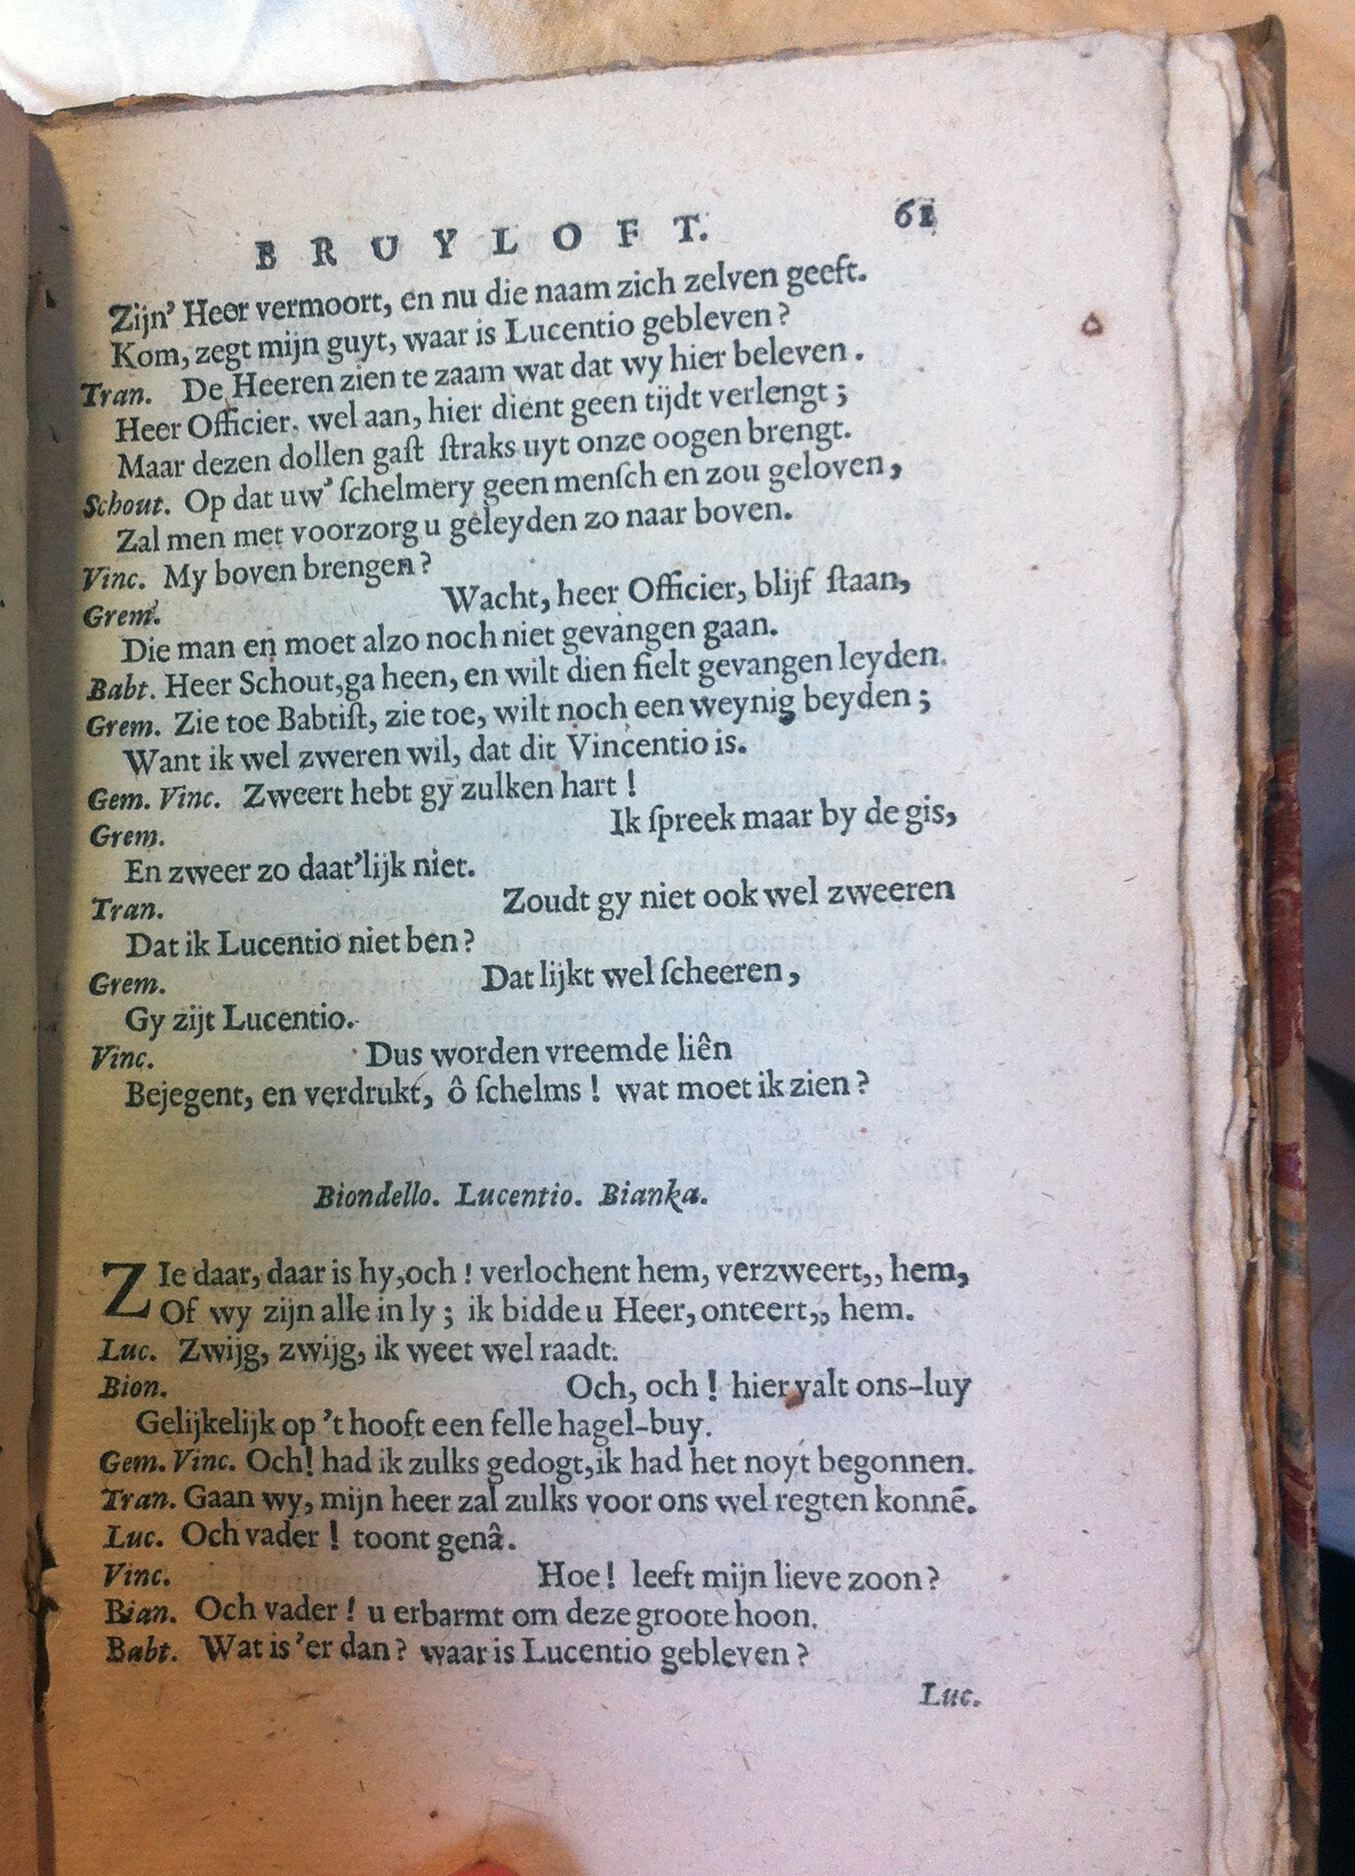 BRUYLOFT. 61
Zijn’ Heer vermoort, en nu die naam zich zelven geeft.
Kom, zegt mijn guyt, waar is Lucentio gebleven?
Tran. De Heeren zien te zaam wat dat wy hier beleven.
Heer Officier, wel aan, hier dient geen tijdt verlengt;
Maar dezen dollen gaſt ſtraks uyt onze oogen brengt.
Schout. Op dat uw’ ſchelmery geen menſch en zou geloven,
Zal men met voorzorg u geleyden zo naar boven.
Vinc. My boven brengen?
Grem. Wacht, heer Officier, blijf ſtaan,
Die man en moet alzo noch niet gevangen gaan.
Babt. Heer Schout, ga heen, en wilt dien fielt gevangen leyden.
Grem. Zie toe Babtiſt, zie toe, wilt noch een weynig beyden;
Want ik wel zweren wil, dat dit Vincentio is.
Gem. Vinc. Zweert hebt gy zulken hart!
Grem. Ik ſpreek maar by de gis,
En zweer zo daat’lijk niet.
Tran. Zoudt gy niet ook wel zweeren
Dat ik Lucentio niet ben?
Grem. Dat lijkt wel ſcheeren,
Gy zijt Lucentio.
Vinc. Dus worden vreemde liên
Bejegent, en verdrukt, ô ſchelms! wat moet ik zien?
Biondello. Lucentio. Bianka.
ZIe daar, daar is hy, och! verlochent hem, verzweert,, hem,
Of wy zijn alle in ly; ik bidde u Heer, onteert,, hem.
Luc. Zwijg, zwijg, ik weet wel raadt.
Bion. Och, och! hier valt ons-luy
Gelijkelijk op ’t hooft een felle hagel-buy.
Gem. Vinc. Och! had ik zulks gedogt, ik had het noyt begonnen.
Tran. Gaan wy, mijn heer zal zulks voor ons wel regten konnē.
Luc. Och vader! toont genâ.
Vinc. Hoe! leeft mijn lieve zoon?
Bian. Och vader! u erbarmt om deze groote hoon.
Babt. Wat is ’er dan? waar is Lucentio gebleven?
Luc.